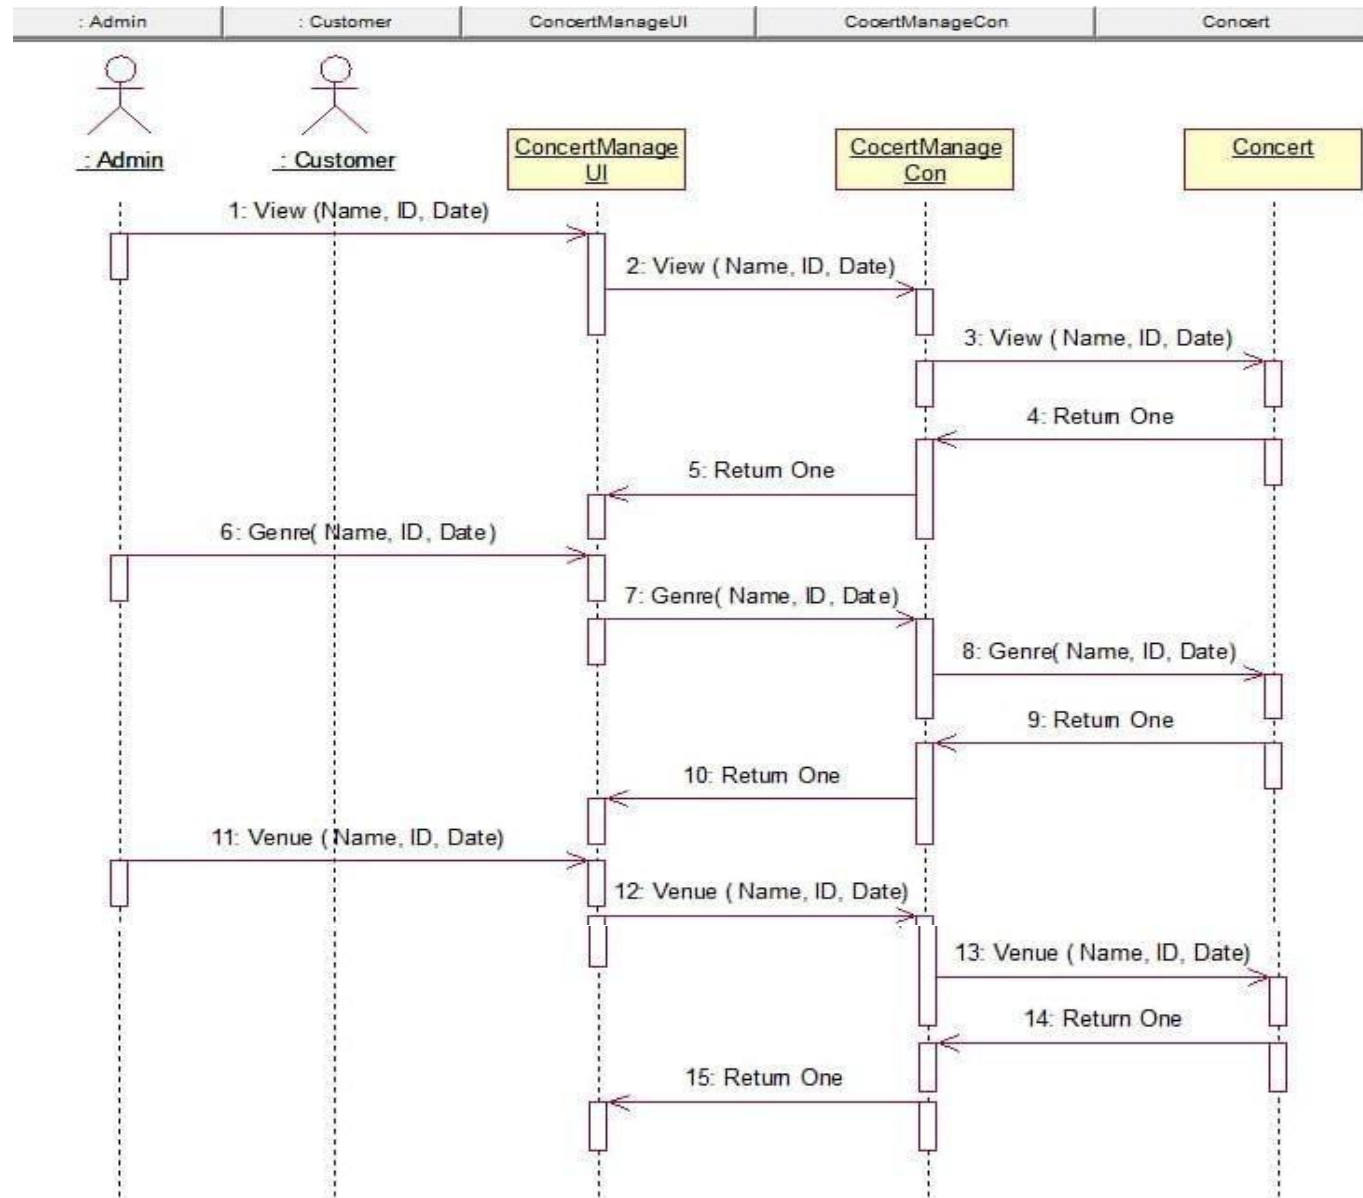 : Admin
: Customer
ConcertManageUI
CocertManageCon
Concert
: Admin
: Customer
ConcertManage
UI
CocertManage
Con
Concert
1: View (Name, ID, Date)
2: View ( Name, ID, Date)
3: View ( Name, ID, Date)
4: Return One
5: Return One
6: Genre( Name, ID, Date)
7: Genre( Name, ID, Date)
8: Genre( Name, ID, Date)
9: Return One
10: Return One
11: Venue ( Name, ID, Date)
12: Venue ( Name, ID, Date)
13: Venue ( Name, ID, Date)
14: Return One
15: Return One